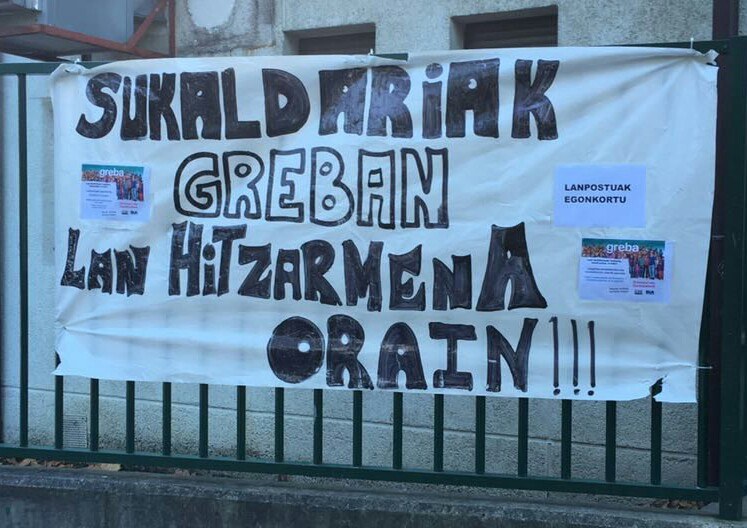 SUKALDARIAK
GREBAN
LAN HITZARMENA
ORAIN!!!
greba
LANPOSTUAK
EGONKORTU
greba